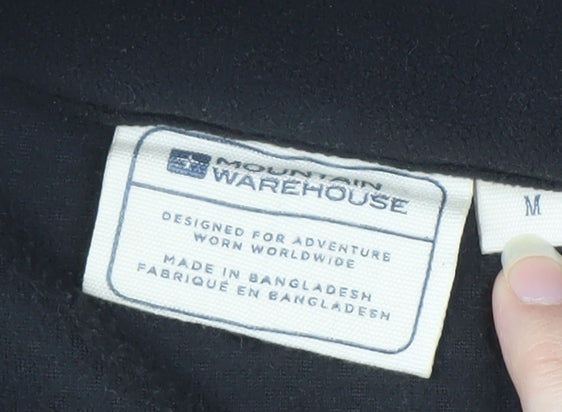 MOUNTAIN
WAREHOUSE
DESIGNED FOR ADVENTURE
WORN WORLDWIDE
MADE IN BANGLADESH
FABRIQUÉ EN BANGLADESH
M